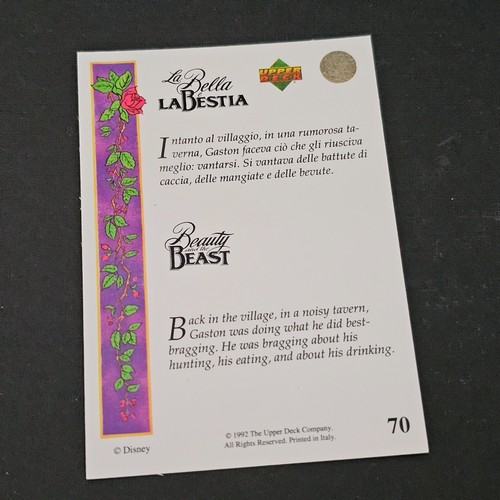 La Bella
e
LA BESTIA
UPPER
DECK
Intanto al villaggio, in una rumorosa ta-
verna, Gaston faceva ciò che gli riusciva
meglio: vantarsi. Si vantava delle battute di
caccia, delle mangiate e delle bevute.
Beauty
and the
BEAST
Back in the village, in a noisy tavern,
Gaston was doing what he did best-
bragging. He was bragging about his
hunting, his eating, and about his drinking.
© Disney
© 1992 The Upper Deck Company.
All Rights Reserved. Printed in Italy.
70